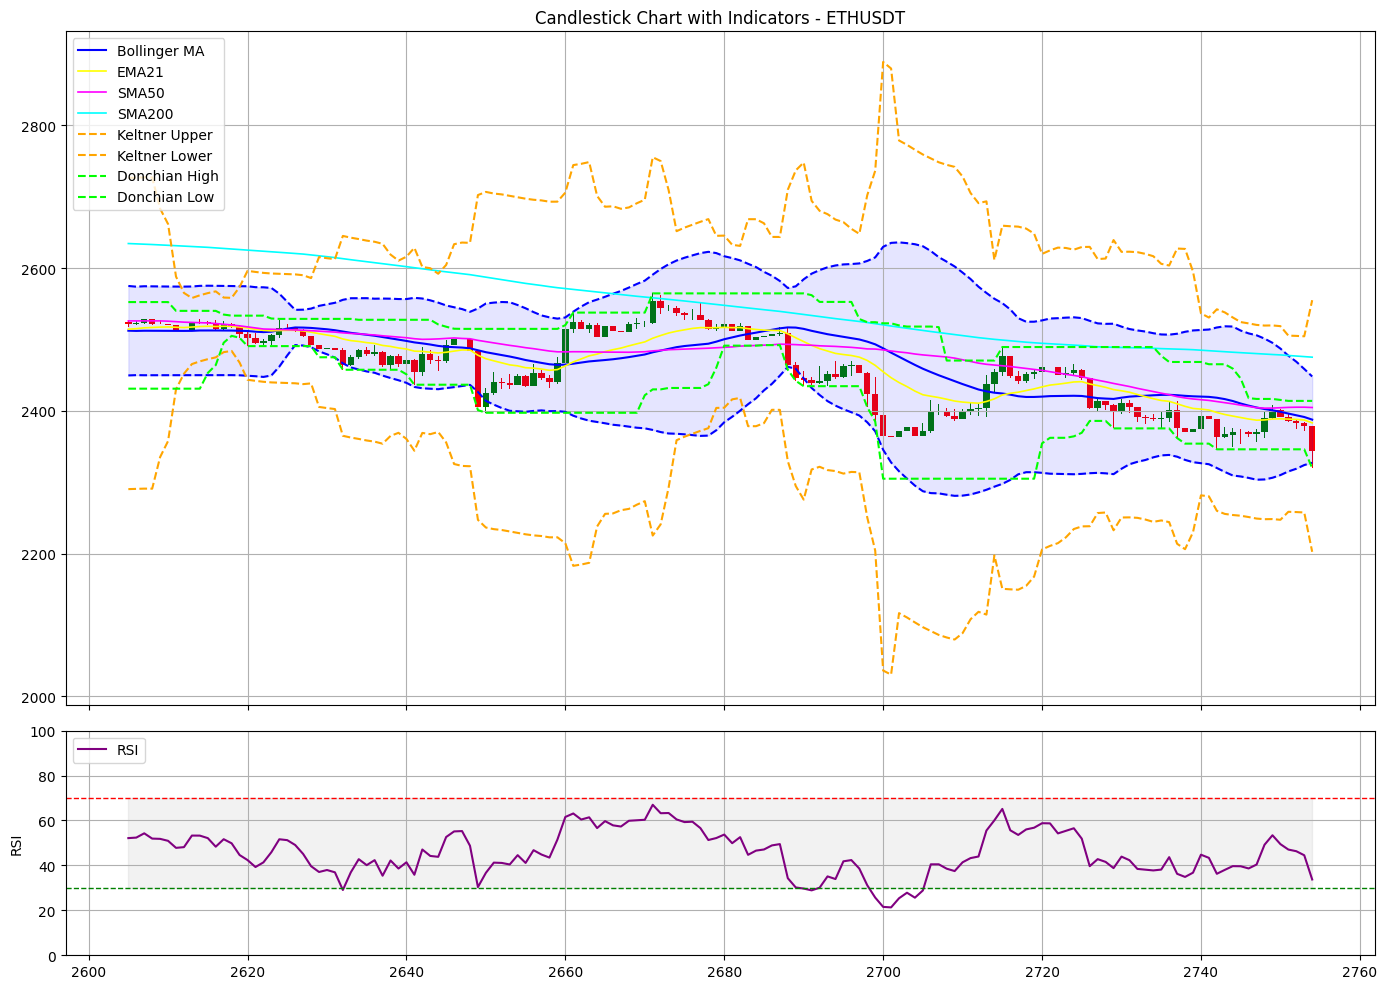 Candlestick Chart with Indicators - ETHUSDT
Bollinger MA
EMA21
SMA50
SMA200
Keltner Upper
Keltner Lower
Donchian High
Donchian Low
2800
2600
2400
2200
2000
RSI
100
80
60
40
20
0
RSI
2600
2620
2640
2660
2680
2700
2720
2740
2760